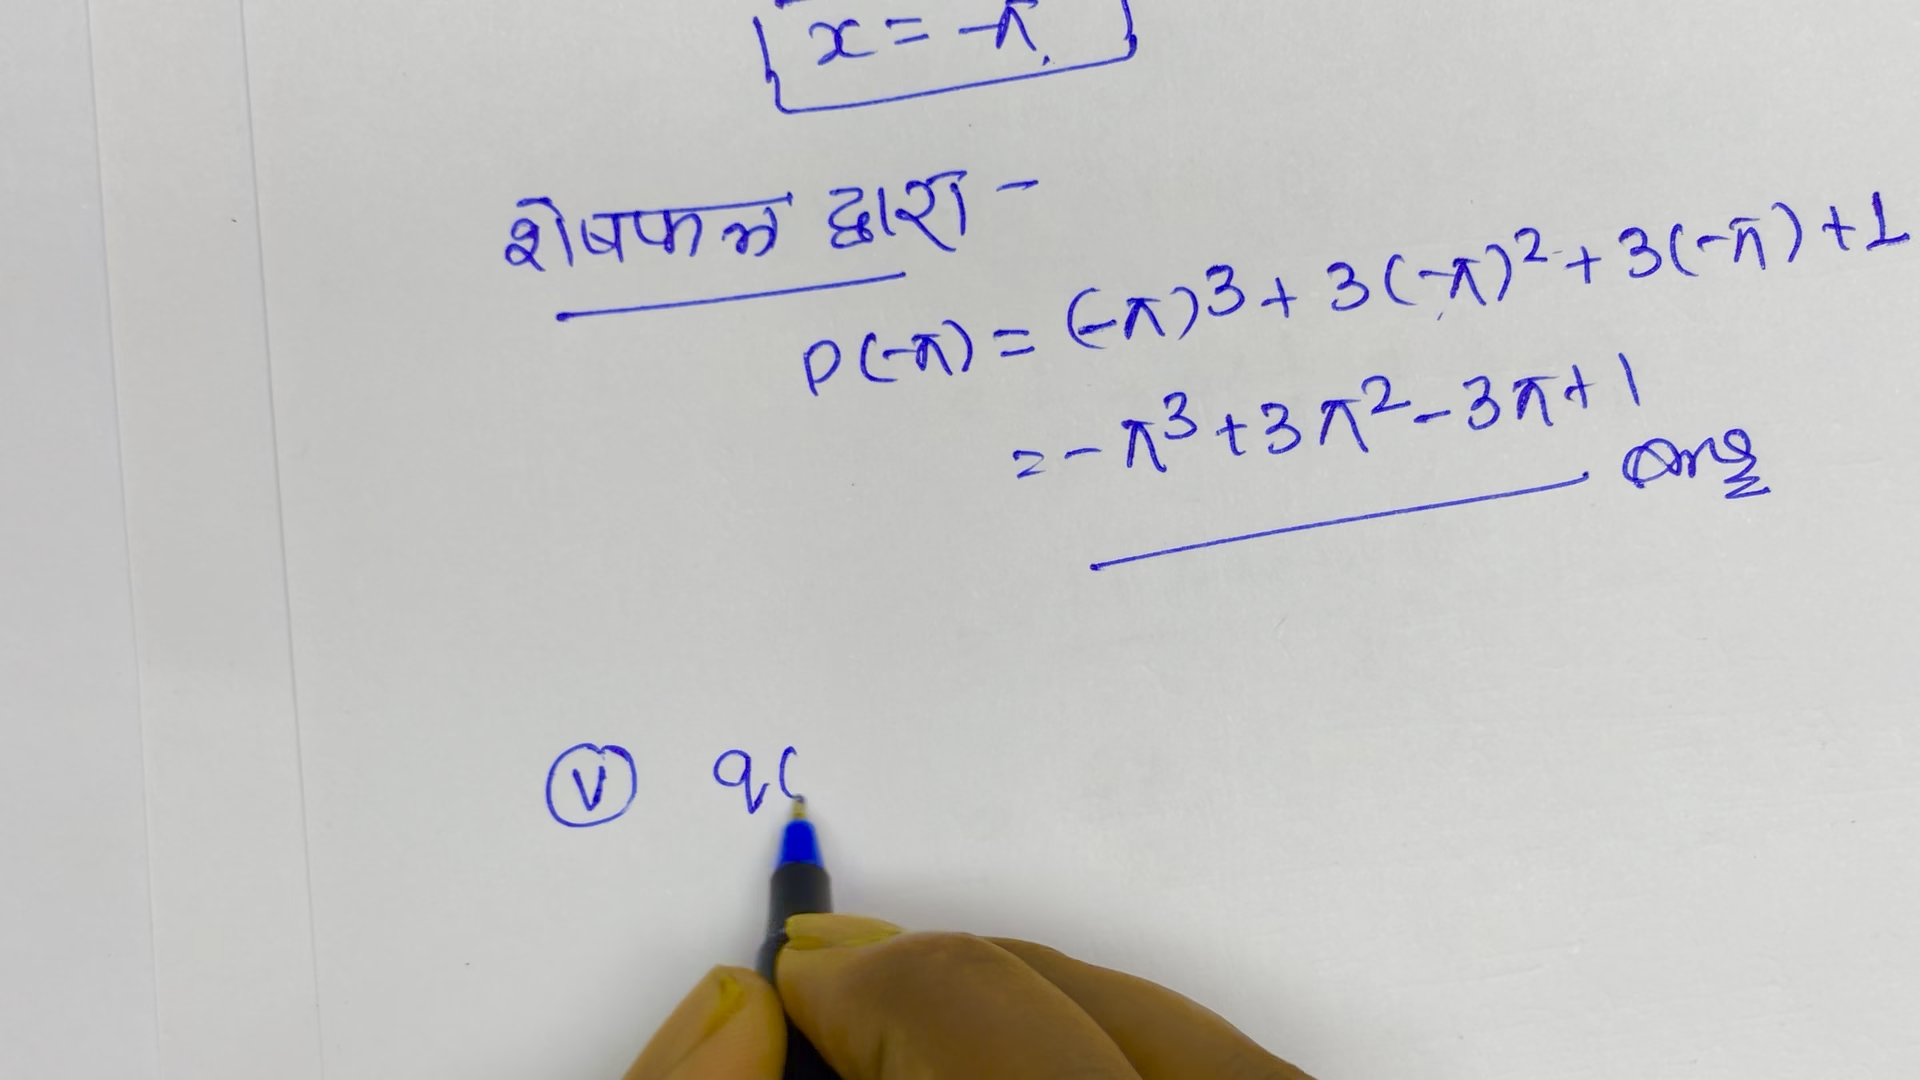 x = -π
शेषफल द्वारा -
P(-π) = (-π)³ + 3(-π)² + 3(-π) + 1
= -π³ + 3π² - 3π + 1
Ans
(v) q(